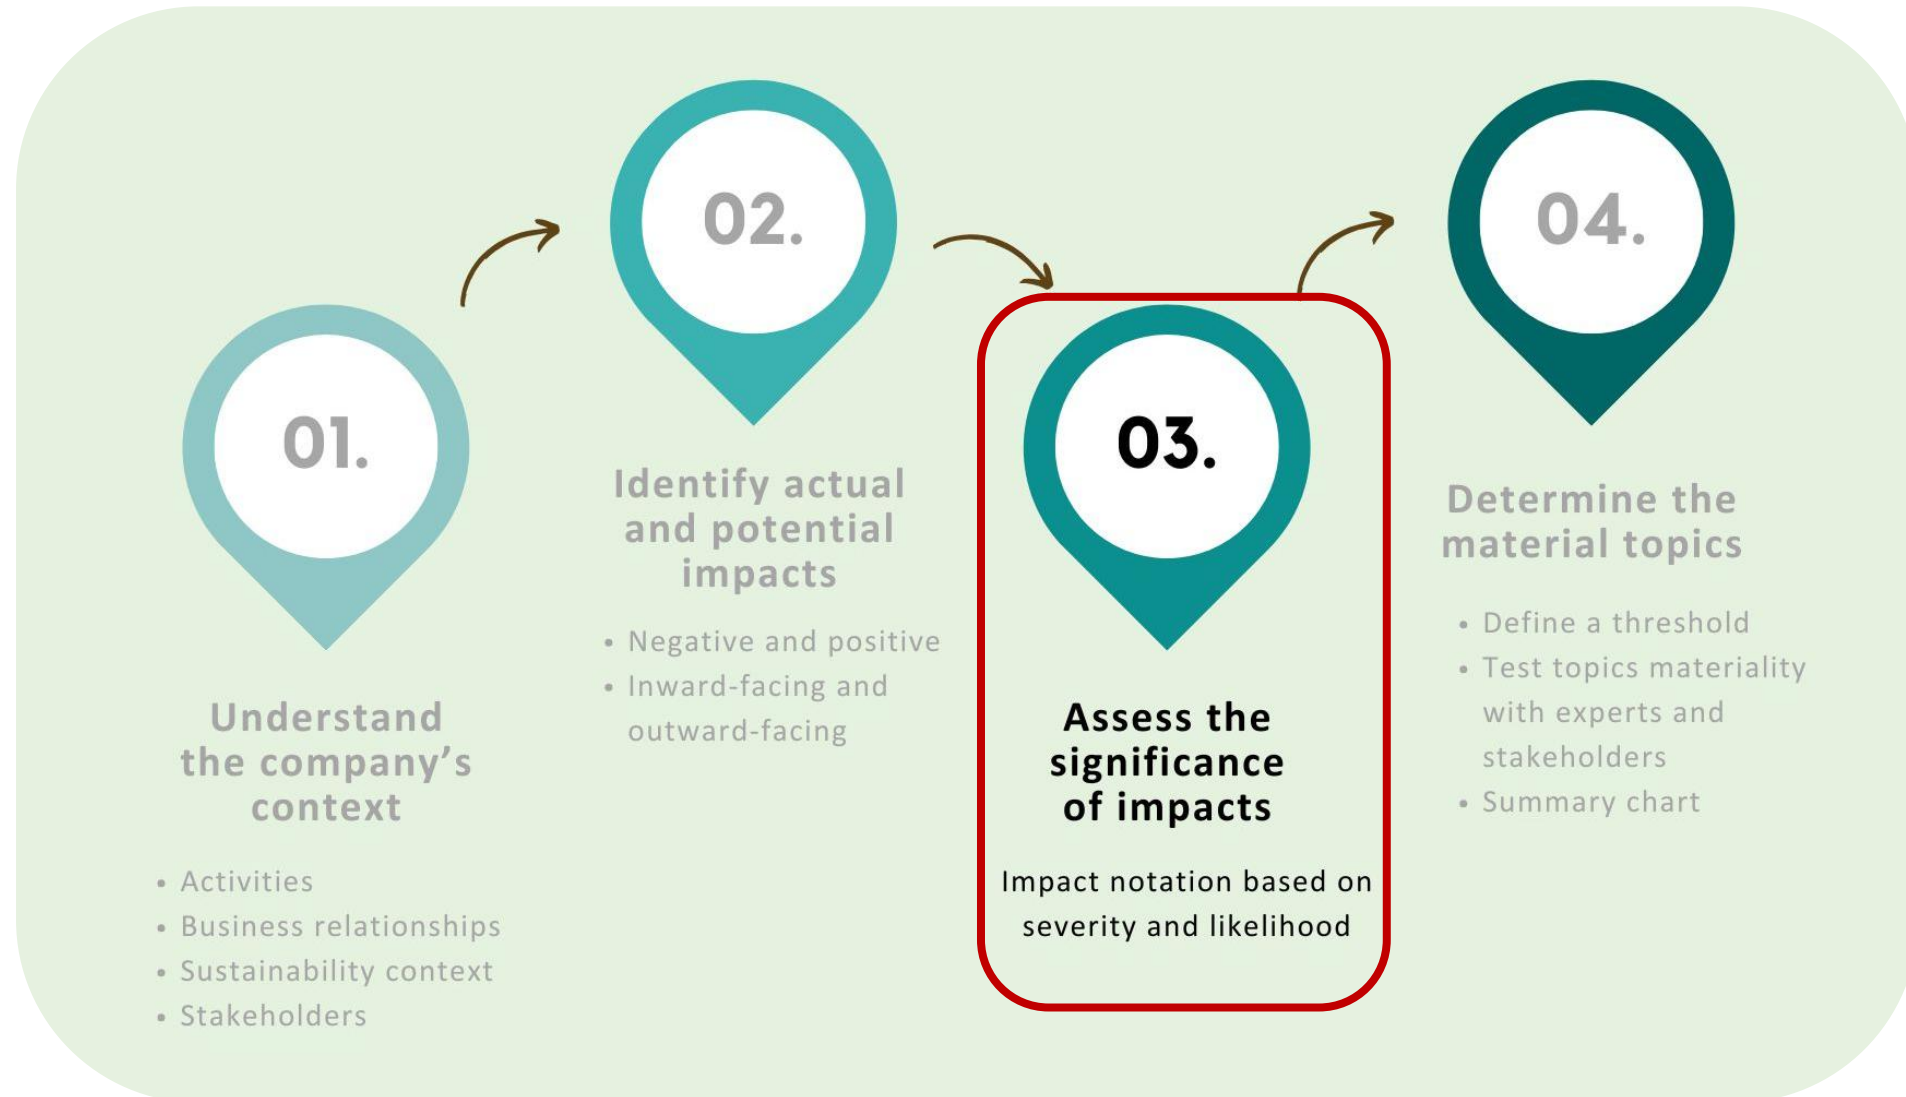 01.
Understand
the company’s
context
• Activities
• Business relationships
• Sustainability context
• Stakeholders
02.
Identify actual
and potential
impacts
• Negative and positive
• Inward-facing and
outward-facing
03.
Assess the
significance
of impacts
Impact notation based on
severity and likelihood
04.
Determine the
material topics
• Define a threshold
• Test topics materiality
with experts and
stakeholders
• Summary chart